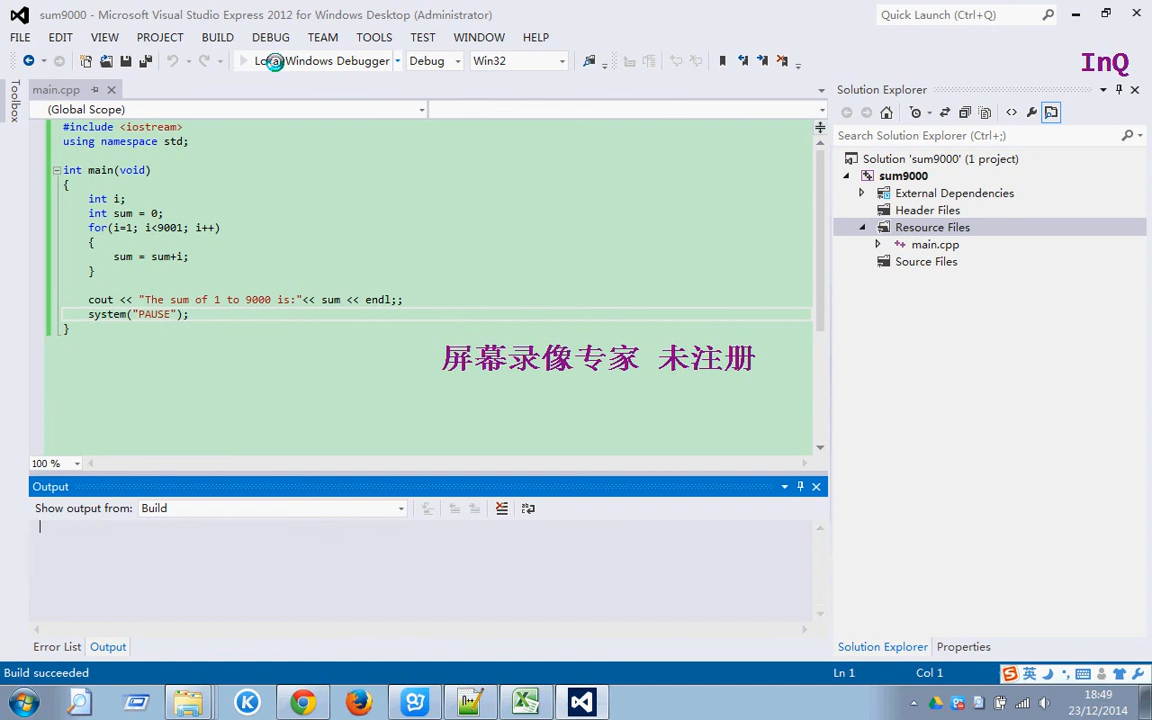 sum9000 - Microsoft Visual Studio Express 2012 for Windows Desktop (Administrator)
Quick Launch (Ctrl+Q)
FILE EDIT VIEW PROJECT BUILD DEBUG TEAM TOOLS TEST WINDOW HELP
Windows Debugger Debug Win32
InQ
Toolbox
main.cpp
(Global Scope)
#include <iostream>
using namespace std;
int main(void)
{
int i;
int sum = 0;
for(i=1; i<9001; i++)
{
sum = sum+i;
}
cout << "The sum of 1 to 9000 is:"<< sum << endl;;
system("PAUSE");
}
屏幕录像专家 未注册
100 %
Solution Explorer
Search Solution Explorer (Ctrl+;)
Solution 'sum9000' (1 project)
sum9000
External Dependencies
Header Files
Resource Files
main.cpp
Source Files
Output
Show output from: Build
Error List Output
Solution Explorer Properties
Build succeeded
Ln 1 Col 1
英
18:49
23/12/2014